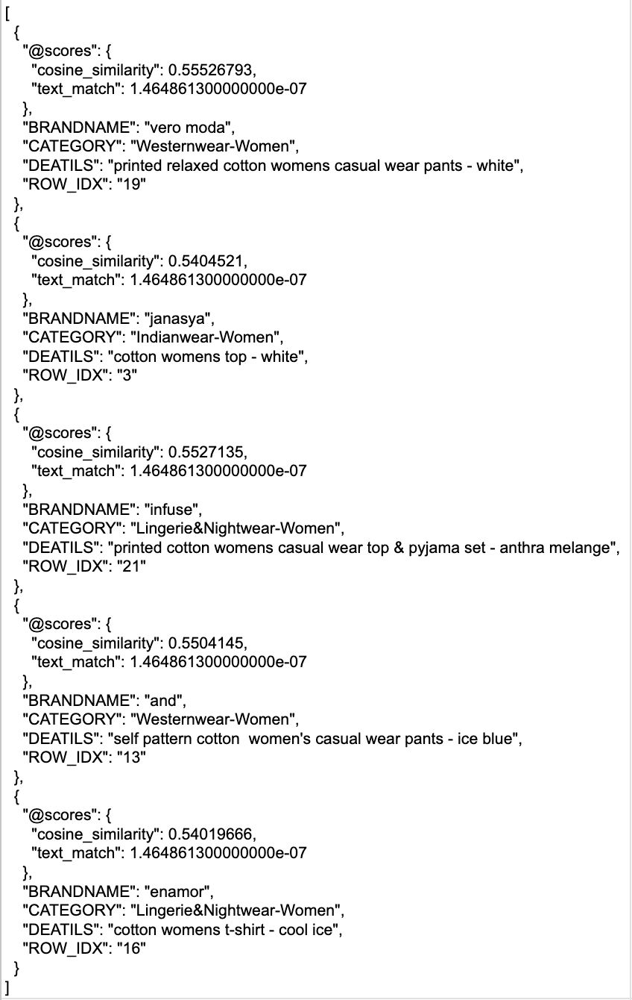 [
{
"@scores": {
"cosine_similarity": 0.55526793,
"text_match": 1.464861300000000e-07
},
"BRANDNAME": "vero moda",
"CATEGORY": "Westernwear-Women",
"DEATILS": "printed relaxed cotton womens casual wear pants - white",
"ROW_IDX": "19"
},
{
"@scores": {
"cosine_similarity": 0.5404521,
"text_match": 1.464861300000000e-07
},
"BRANDNAME": "janasya",
"CATEGORY": "Indianwear-Women",
"DEATILS": "cotton womens top - white",
"ROW_IDX": "3"
},
{
"@scores": {
"cosine_similarity": 0.5527135,
"text_match": 1.464861300000000e-07
},
"BRANDNAME": "infuse",
"CATEGORY": "Lingerie&Nightwear-Women",
"DEATILS": "printed cotton womens casual wear top & pyjama set - anthra melange",
"ROW_IDX": "21"
},
{
"@scores": {
"cosine_similarity": 0.5504145,
"text_match": 1.464861300000000e-07
},
"BRANDNAME": "and",
"CATEGORY": "Westernwear-Women",
"DEATILS": "self pattern cotton  women's casual wear pants - ice blue",
"ROW_IDX": "13"
},
{
"@scores": {
"cosine_similarity": 0.54019666,
"text_match": 1.464861300000000e-07
},
"BRANDNAME": "enamor",
"CATEGORY": "Lingerie&Nightwear-Women",
"DEATILS": "cotton womens t-shirt - cool ice",
"ROW_IDX": "16"
}
]